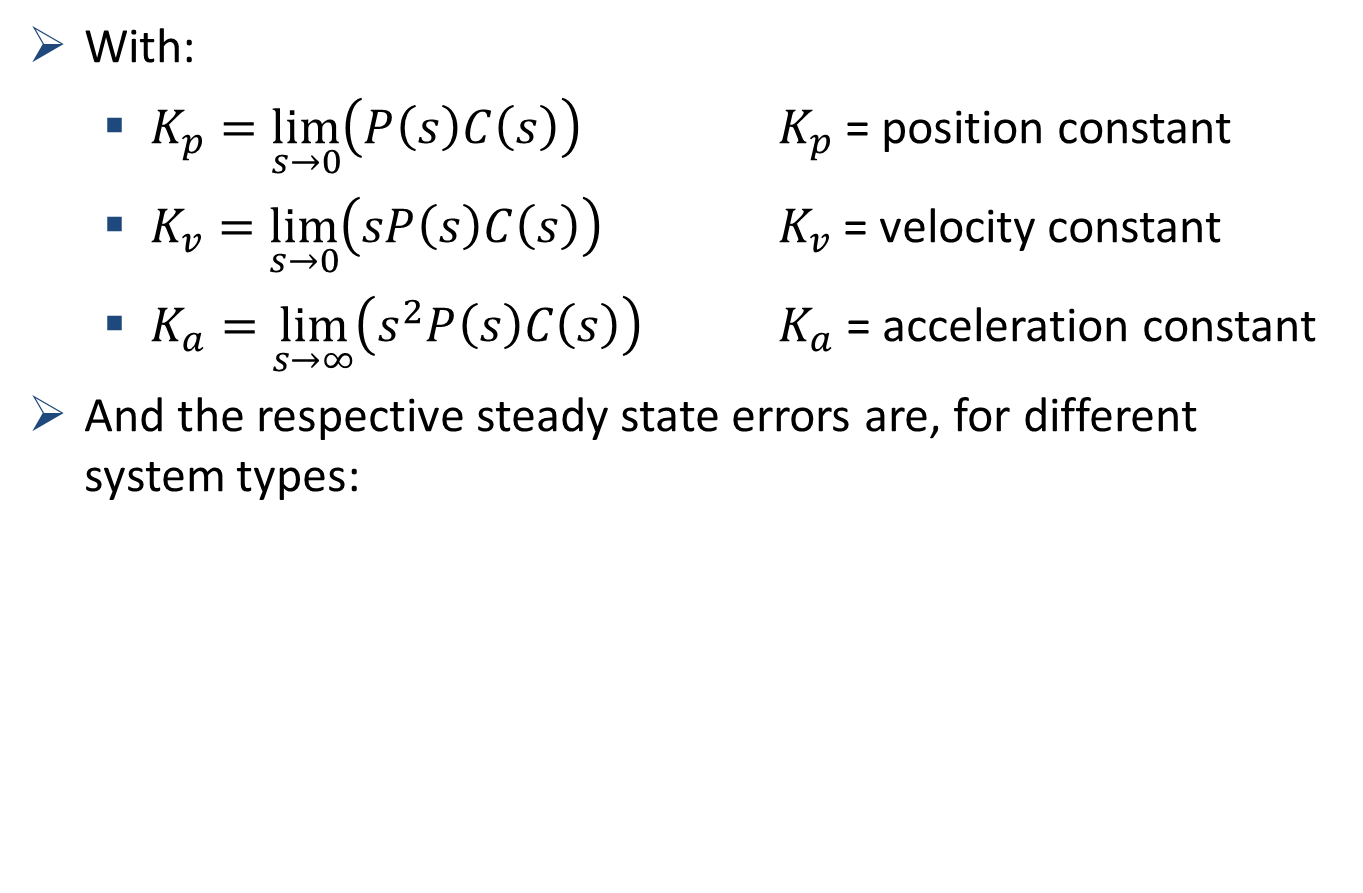 ➢ With:
▪ K_p = lim_{s→0}(P(s)C(s)) K_p = position constant
▪ K_v = lim_{s→0}(sP(s)C(s)) K_v = velocity constant
▪ K_a = lim_{s→∞}(s²P(s)C(s)) K_a = acceleration constant
➢ And the respective steady state errors are, for different
system types: